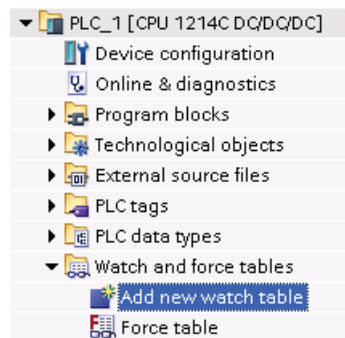 PLC_1 [CPU 1214C DC/DC/DC]
Device configuration
Online & diagnostics
Program blocks
Technological objects
External source files
PLC tags
PLC data types
Watch and force tables
Add new watch table
Force table